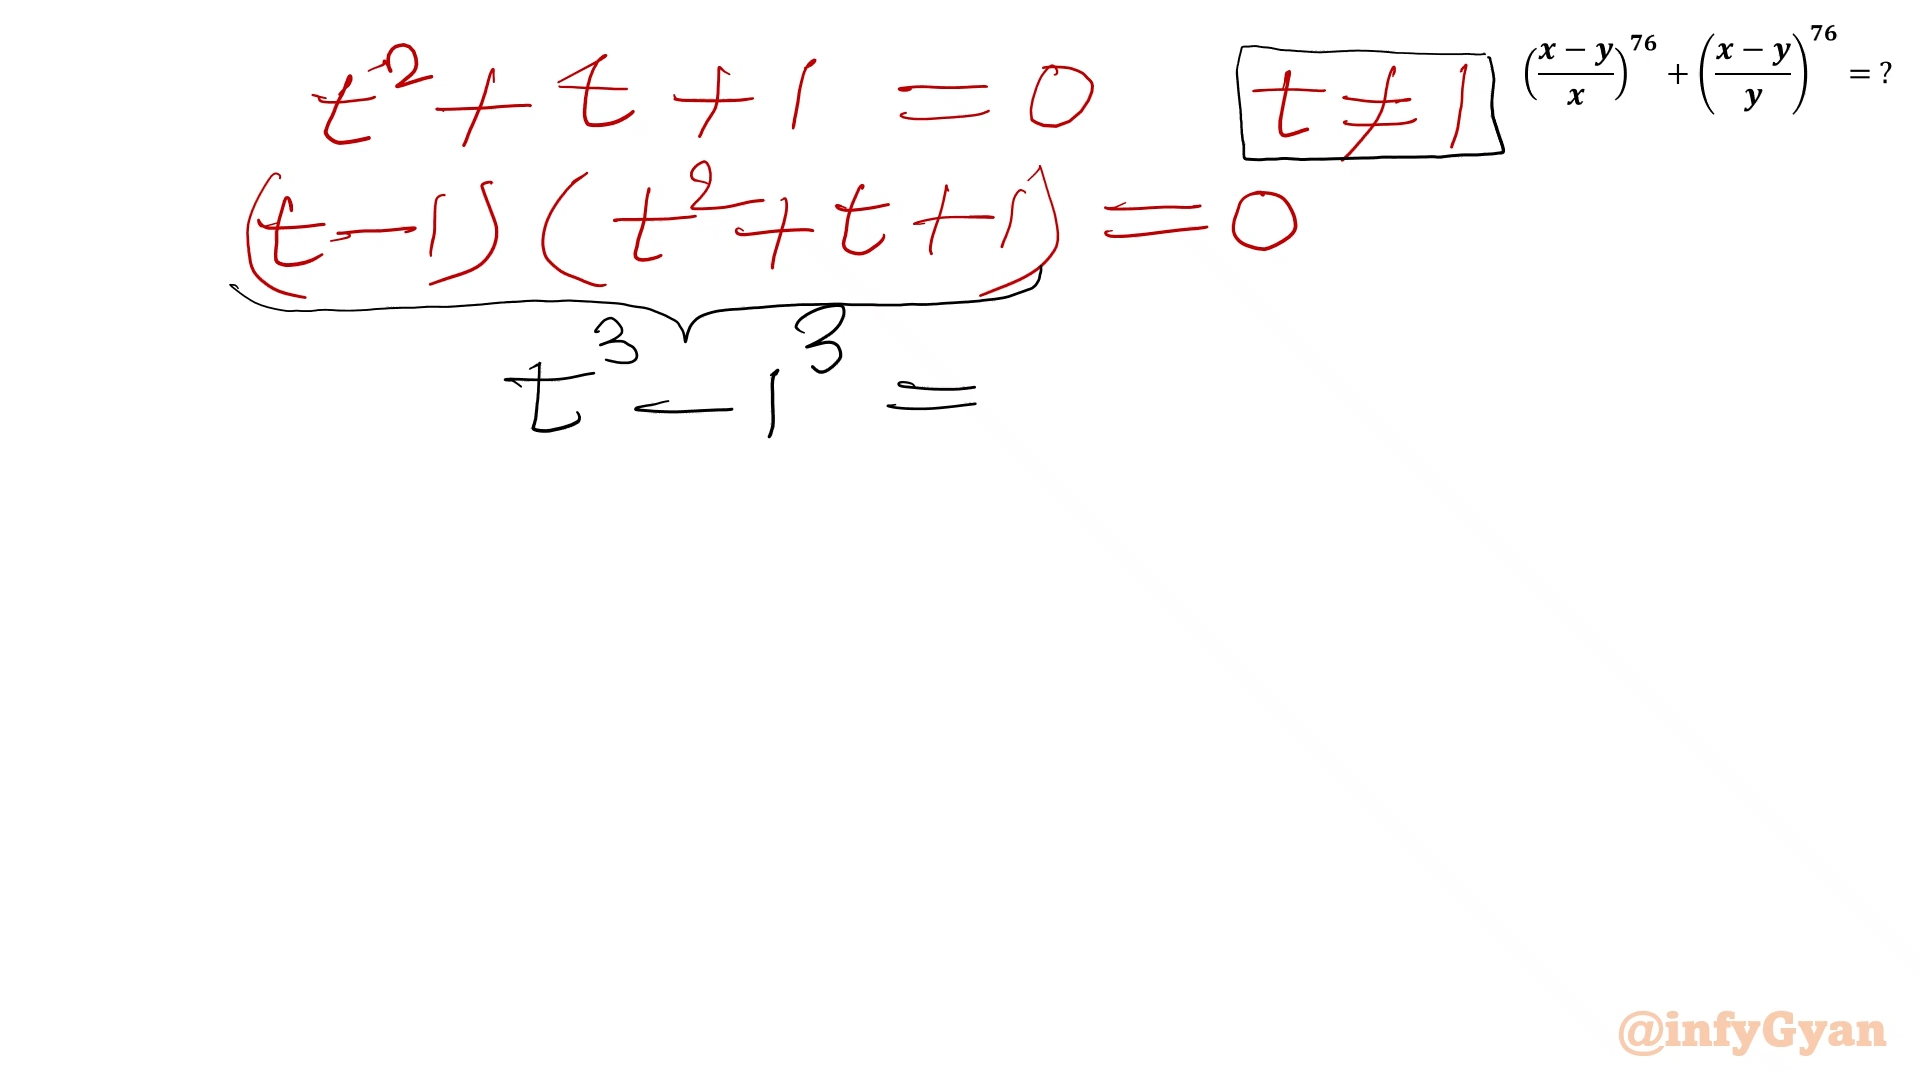 t² + t + 1 = 0 t ≠ 1 ((x − y)/x)⁷⁶ + ((x − y)/y)⁷⁶ = ?
(t − 1) (t² + t + 1) = 0
t³ − 1³ =
@infyGyan